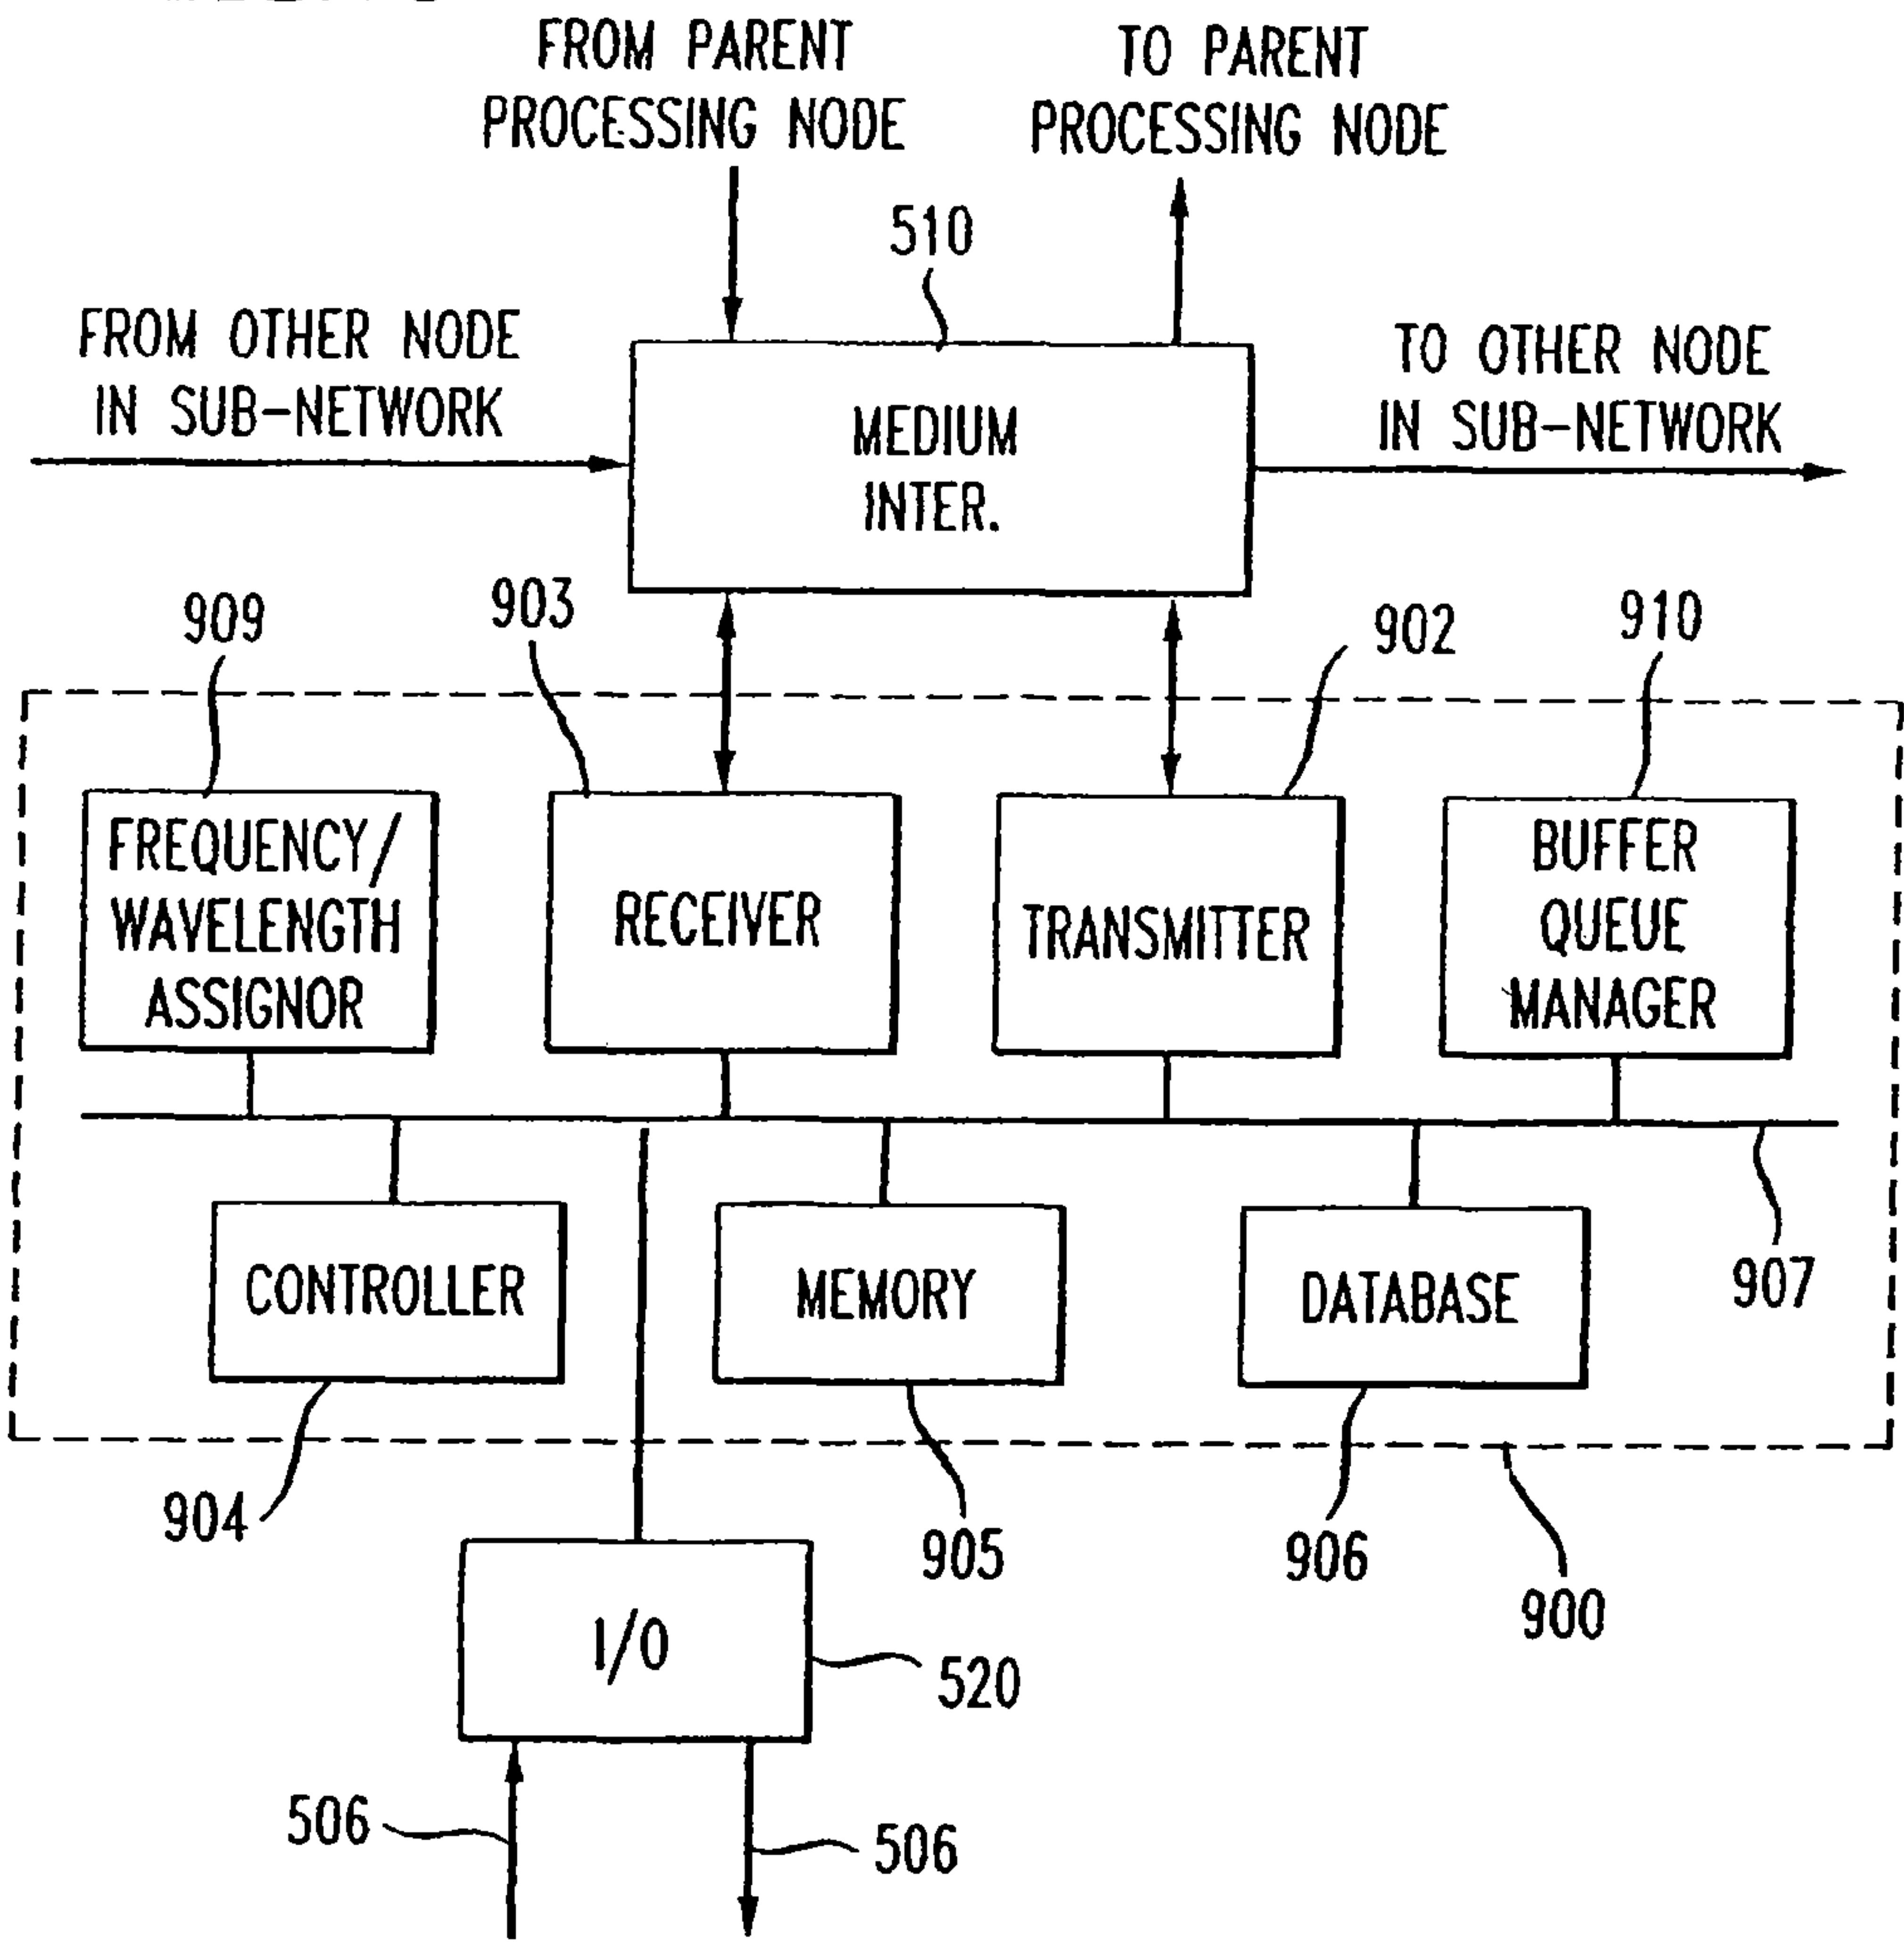 FROM PARENT
PROCESSING NODE
TO PARENT
PROCESSING NODE
510
FROM OTHER NODE
IN SUB-NETWORK
TO OTHER NODE
IN SUB-NETWORK
MEDIUM
INTER.
909
903
902
910
FREQUENCY/
WAVELENGTH
ASSIGNOR
RECEIVER
TRANSMITTER
BUFFER
QUEUE
MANAGER
CONTROLLER
MEMORY
DATABASE
907
904
905
906
900
I/O
520
506
506